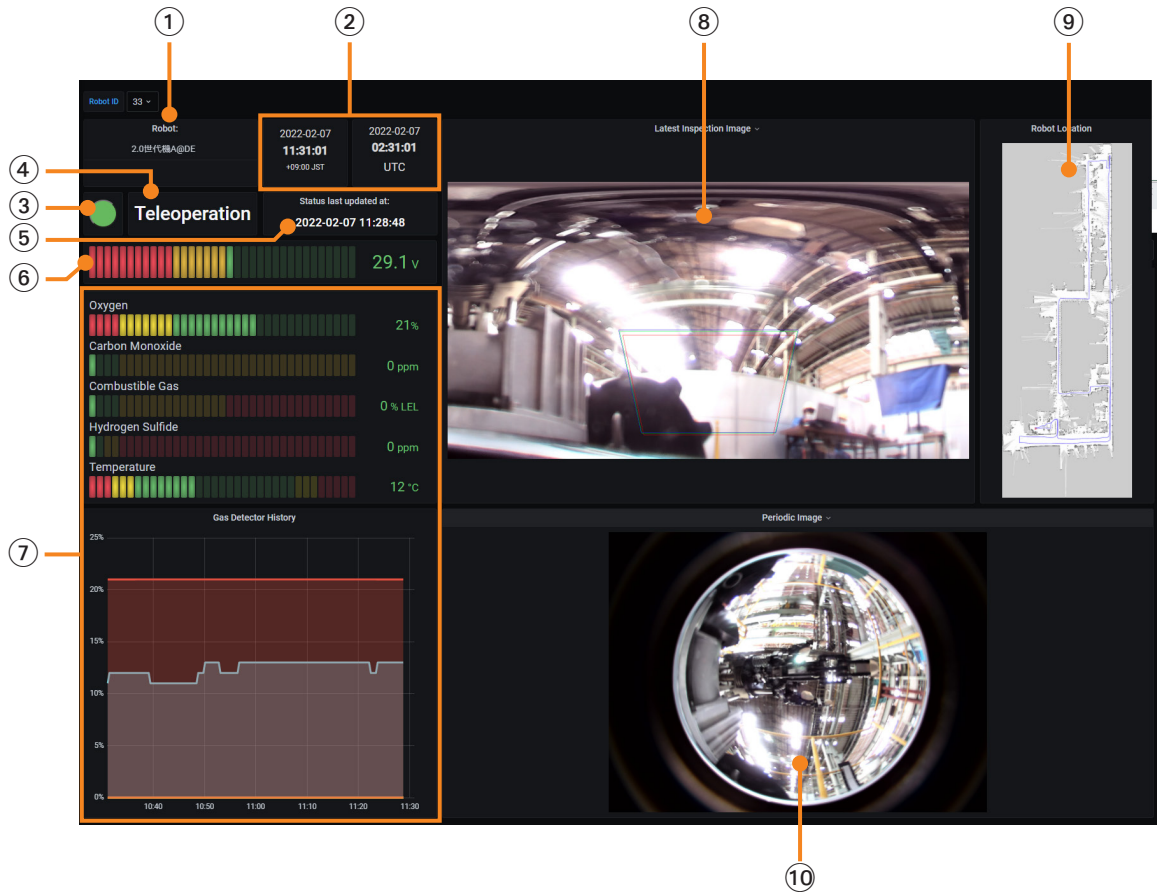 ①
②
⑧
⑨
Robot ID 33
Robot:
2.0世代機A@DE
2022-02-07
11:31:01
+09:00 JST
2022-02-07
02:31:01
UTC
Latest Inspection Image
Robot Location
④
③
Teleoperation
Status last updated at:
2022-02-07 11:28:48
⑤
⑥
29.1 V
Oxygen
21%
Carbon Monoxide
0 ppm
Combustible Gas
0 % LEL
Hydrogen Sulfide
0 ppm
Temperature
12 °C
⑦
Gas Detector History
25%
20%
15%
10%
5%
0%
10:40 10:50 11:00 11:10 11:20 11:30
Periodic Image
⑩